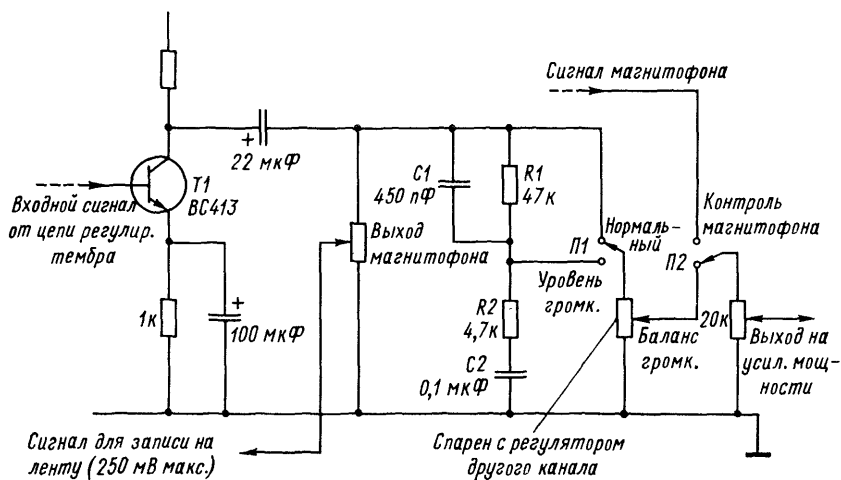 Сигнал магнитофона
+
22 мкФ
C1
450 пФ
R1
47к
T1
BC413
Входной сигнал
от цепи регулир.
тембра
Выход
магнитофона
Нормаль-
ный
П1
Контроль
магнитофона
П2
Уровень
громк.
1к
+
100 мкФ
R2
4,7к
C2
0,1 мкФ
Баланс
громк.
20к
Выход на
усил. мощ-
ности
Сигнал для записи на
ленту (250 мВ макс.)
Спарен с регулятором
другого канала